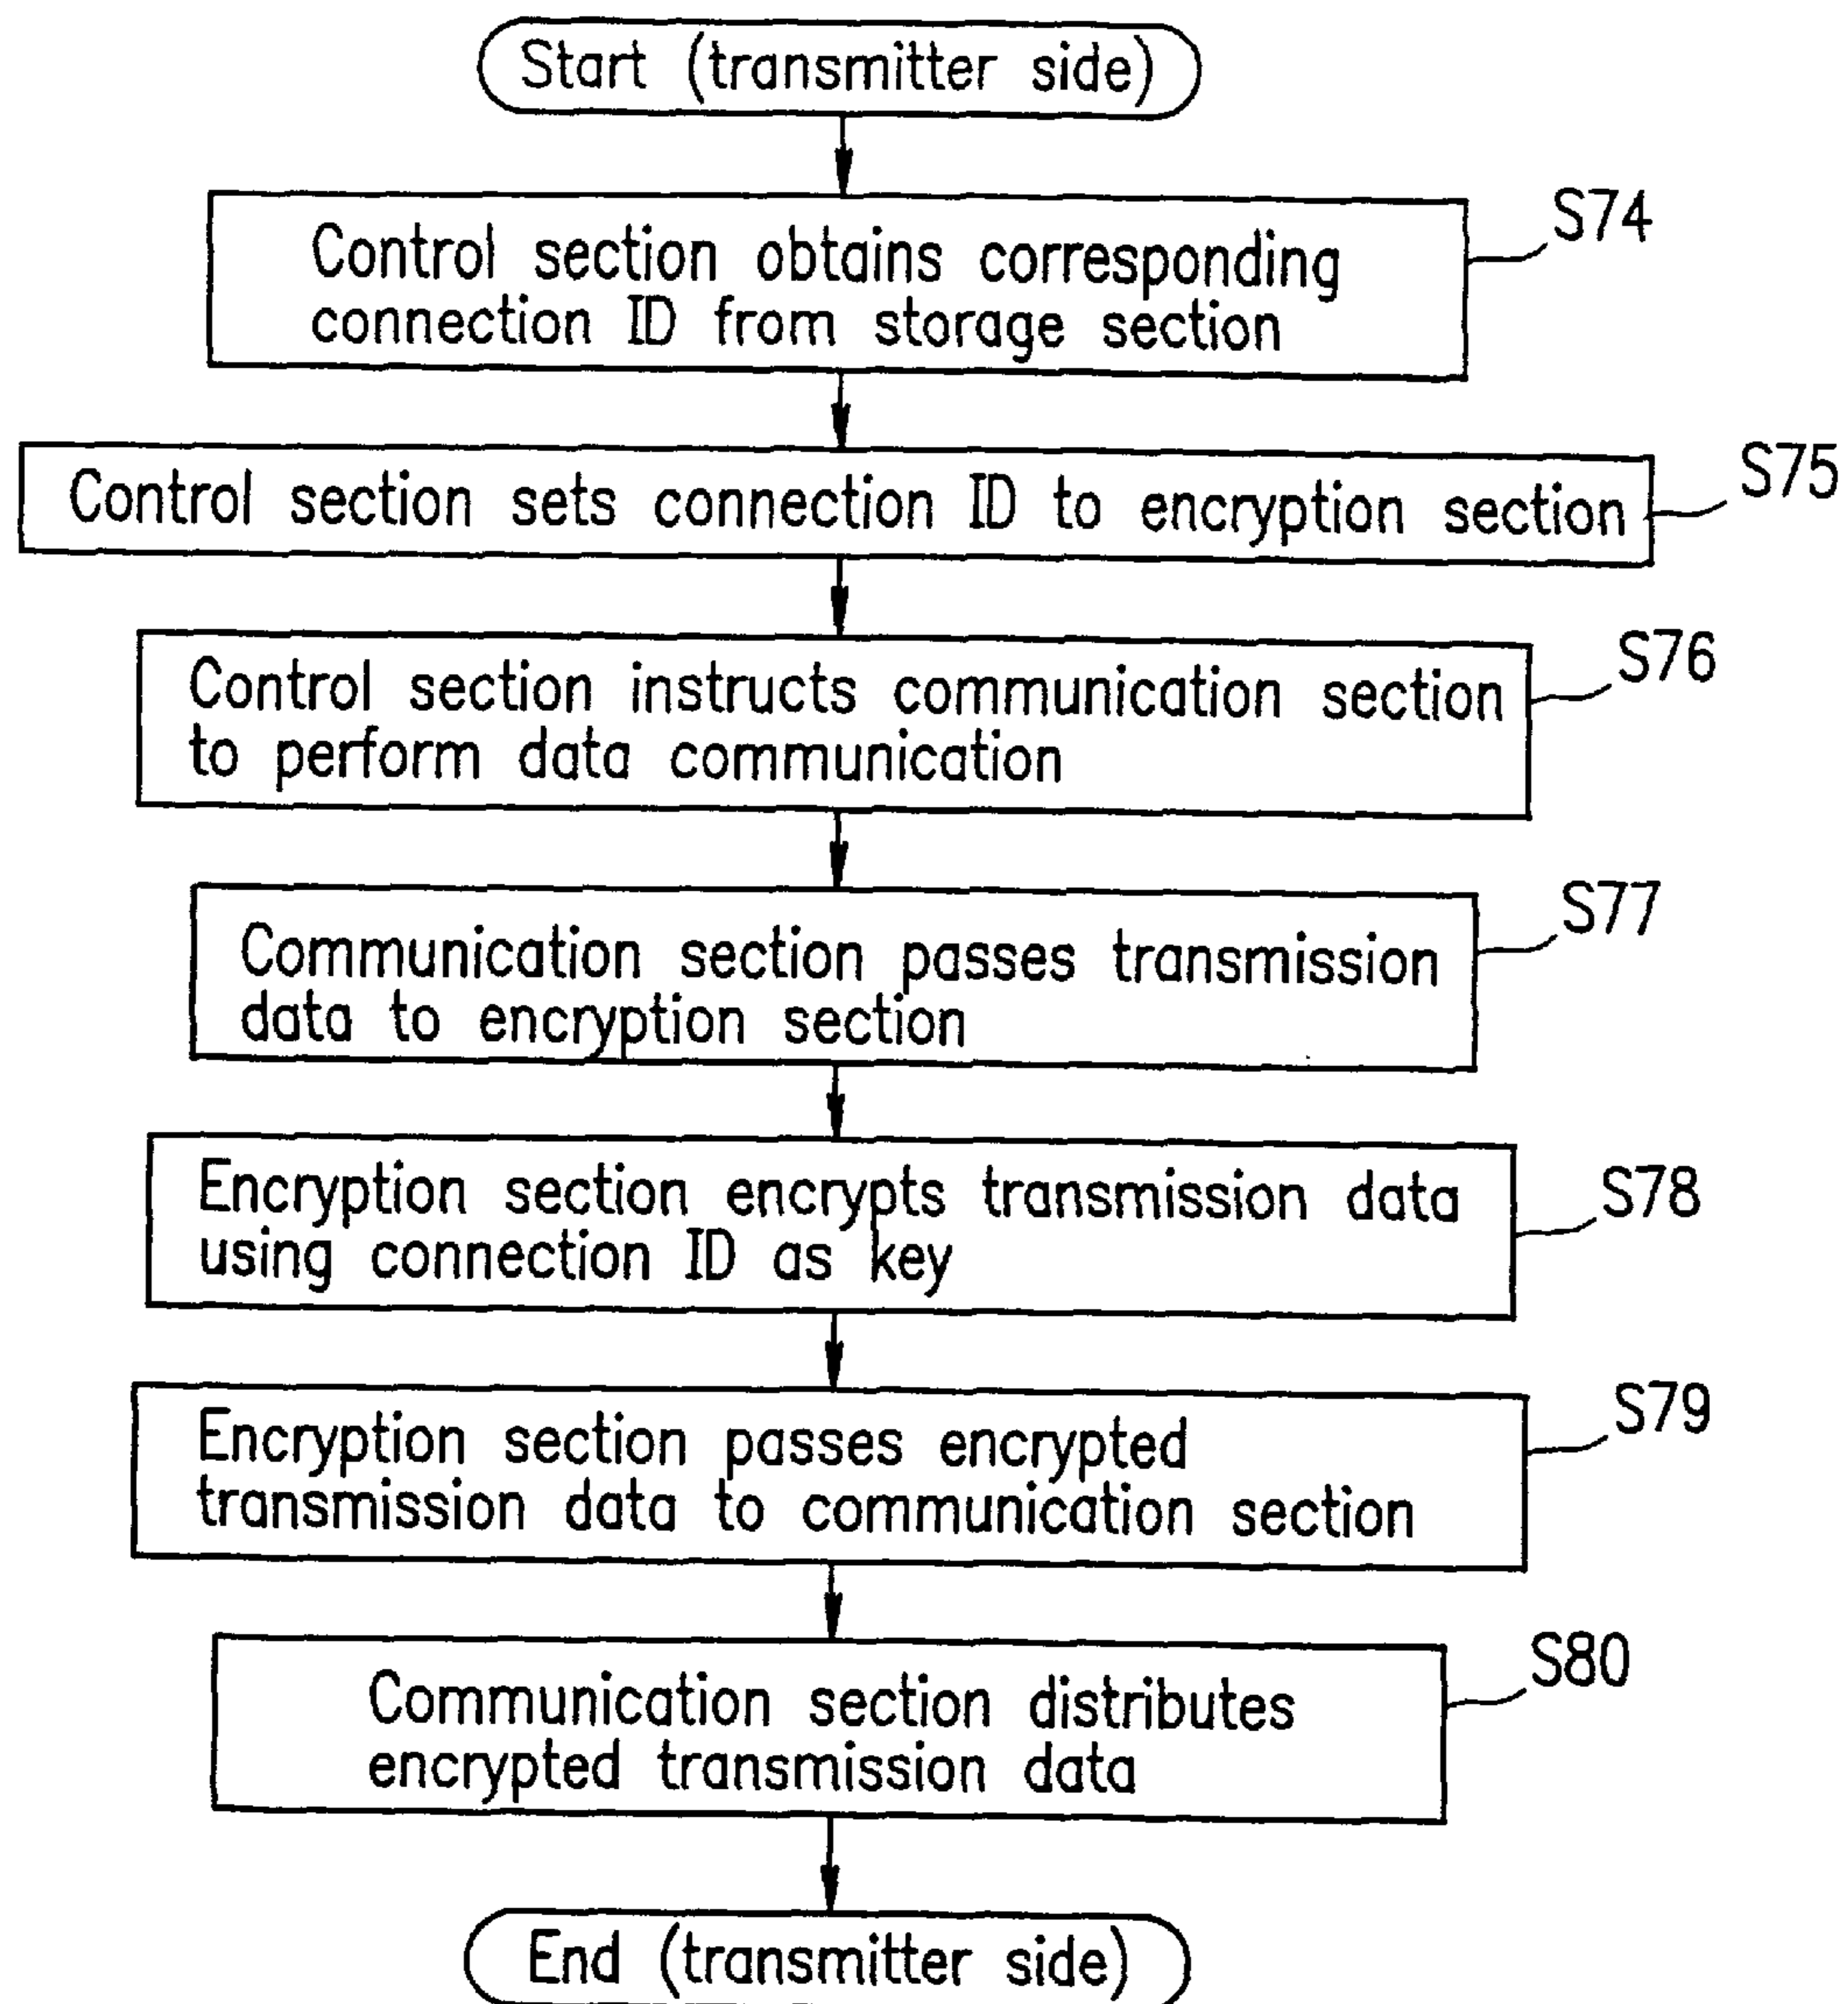 Start (transmitter side)
S74
Control section obtains corresponding
connection ID from storage section
S75
Control section sets connection ID to encryption section
S76
Control section instructs communication section
to perform data communication
S77
Communication section passes transmission
data to encryption section
S78
Encryption section encrypts transmission data
using connection ID as key
S79
Encryption section passes encrypted
transmission data to communication section
S80
Communication section distributes
encrypted transmission data
End (transmitter side)